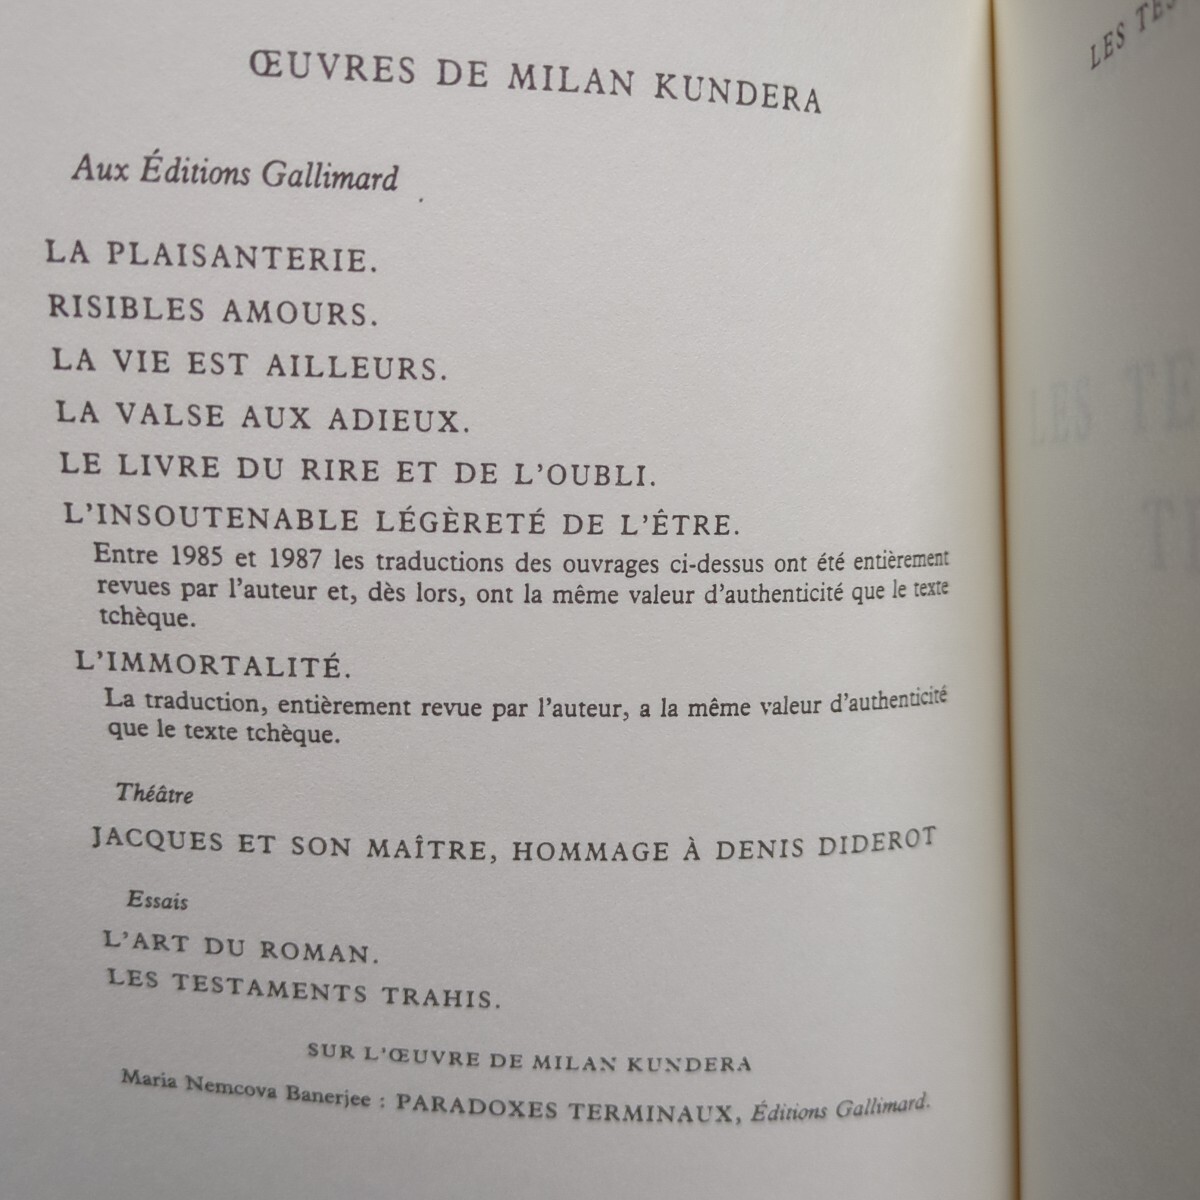 ŒUVRES DE MILAN KUNDERA
Aux Éditions Gallimard
LA PLAISANTERIE.
RISIBLES AMOURS.
LA VIE EST AILLEURS.
LA VALSE AUX ADIEUX.
LE LIVRE DU RIRE ET DE L'OUBLI.
L'INSOUTENABLE LÉGÈRETÉ DE L'ÊTRE.
Entre 1985 et 1987 les traductions des ouvrages ci-dessus ont été entièrement
revues par l'auteur et, dès lors, ont la même valeur d'authenticité que le texte
tchèque.
L'IMMORTALITÉ.
La traduction, entièrement revue par l'auteur, a la même valeur d'authenticité
que le texte tchèque.
Théâtre
JACQUES ET SON MAÎTRE, HOMMAGE À DENIS DIDEROT
Essais
L'ART DU ROMAN.
LES TESTAMENTS TRAHIS.
SUR L'ŒUVRE DE MILAN KUNDERA
Maria Nemcova Banerjee : PARADOXES TERMINAUX, Éditions Gallimard.
LES
LES